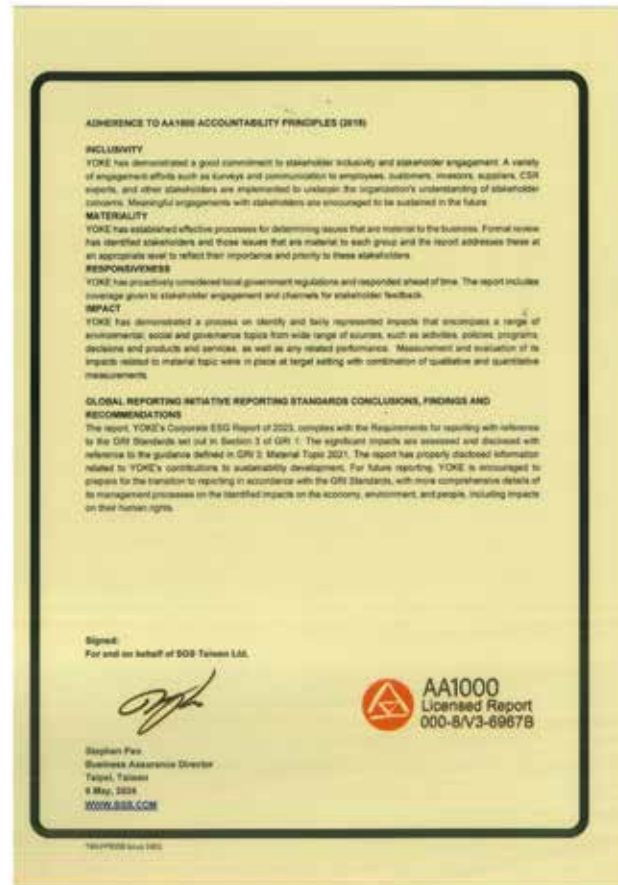 ADHERENCE TO AA1000 ACCOUNTABILITY PRINCIPLES (2018)
INCLUSIVITY
YOKE has demonstrated a good commitment to stakeholder inclusivity and stakeholder engagement. A variety
of engagement efforts such as surveys and communication to employees, customers, investors, suppliers, CSR
experts, and other stakeholders are implemented to underpin the organization's understanding of stakeholder
concerns. Meaningful engagements with stakeholders are encouraged to be sustained in the future.
MATERIALITY
YOKE has established effective processes for determining issues that are material to the business. Formal review
has identified stakeholders and those issues that are material to each group and the report addresses these at
an appropriate level to reflect their importance and priority to these stakeholders.
RESPONSIVENESS
YOKE has proactively considered local government regulations and responded ahead of time. The report includes
coverage given to stakeholder engagement and channels for stakeholder feedback.
IMPACT
YOKE has demonstrated a process on identify and fairly represented impacts that encompass a range of
environmental, social and governance topics from wide range of sources, such as activities, policies, programs,
decisions and products and services, as well as any related performance. Measurement and evaluation of its
impacts related to material topic were in place at target setting with combination of qualitative and quantitative
measurements.
GLOBAL REPORTING INITIATIVE REPORTING STANDARDS CONCLUSIONS, FINDINGS AND
RECOMMENDATIONS
The report, YOKE's Corporate ESG Report of 2023, complies with the Requirements for reporting with reference
to the GRI Standards set out in Section 3 of GRI 1. The significant impacts are assessed and disclosed with
reference to the guidance defined in GRI 3: Material Topic 2021. The report has properly disclosed information
related to YOKE's contributions to sustainability development. For future reporting, YOKE is encouraged to
prepare for the transition to reporting in accordance with the GRI Standards, with more comprehensive details of
its management processes on the identified impacts on the economy, environment, and people, including impacts
on their human rights.
Signed:
For and on behalf of SGS Taiwan Ltd.
AA1000
Licensed Report
000-8/V3-6967B
Stephen Pao
Business Assurance Director
Taipei, Taiwan
6 May, 2024
WWW.SGS.COM